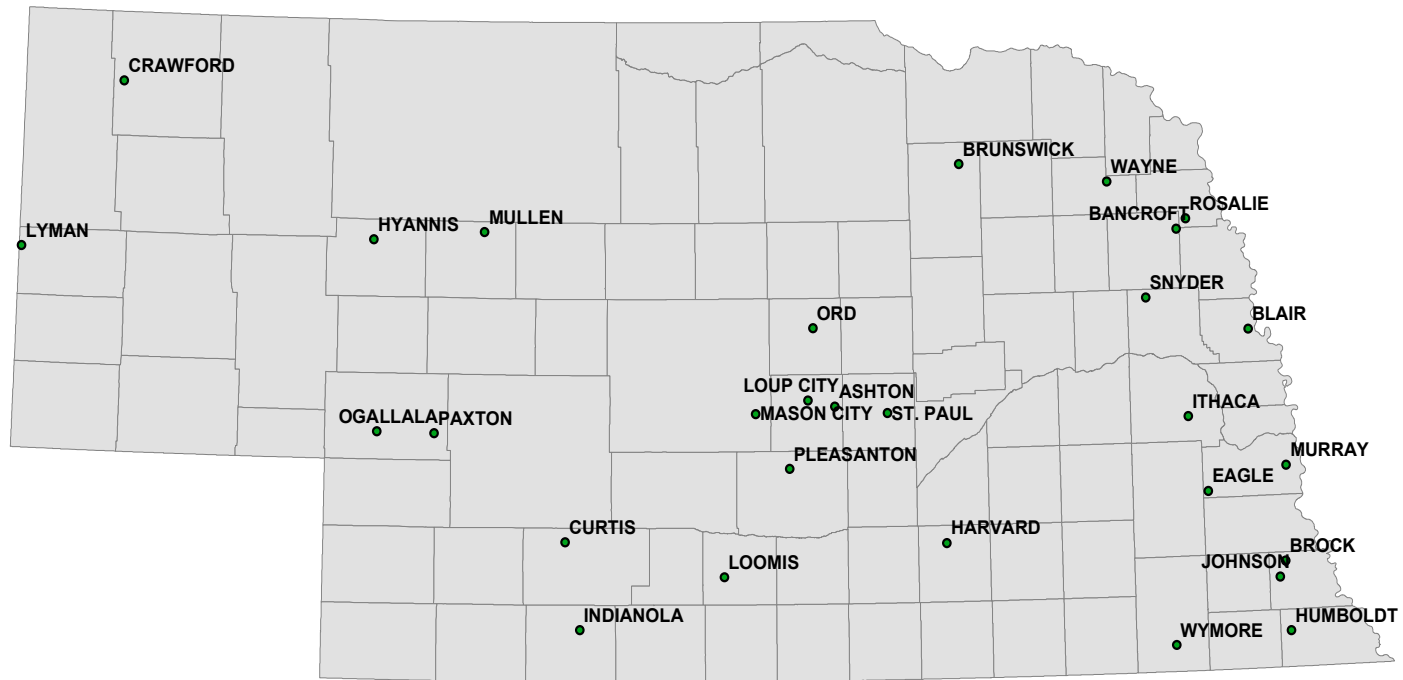 CRAWFORD
BRUNSWICK
WAYNE
ROSALIE
BANCROFT
HYANNIS
MULLEN
LYMAN
SNYDER
ORD
BLAIR
LOUP CITY
ASHTON
ITHACA
OGALLALA
PAXTON
MASON CITY
ST. PAUL
MURRAY
PLEASANTON
EAGLE
CURTIS
HARVARD
BROCK
LOOMIS
JOHNSON
INDIANOLA
HUMBOLDT
WYMORE